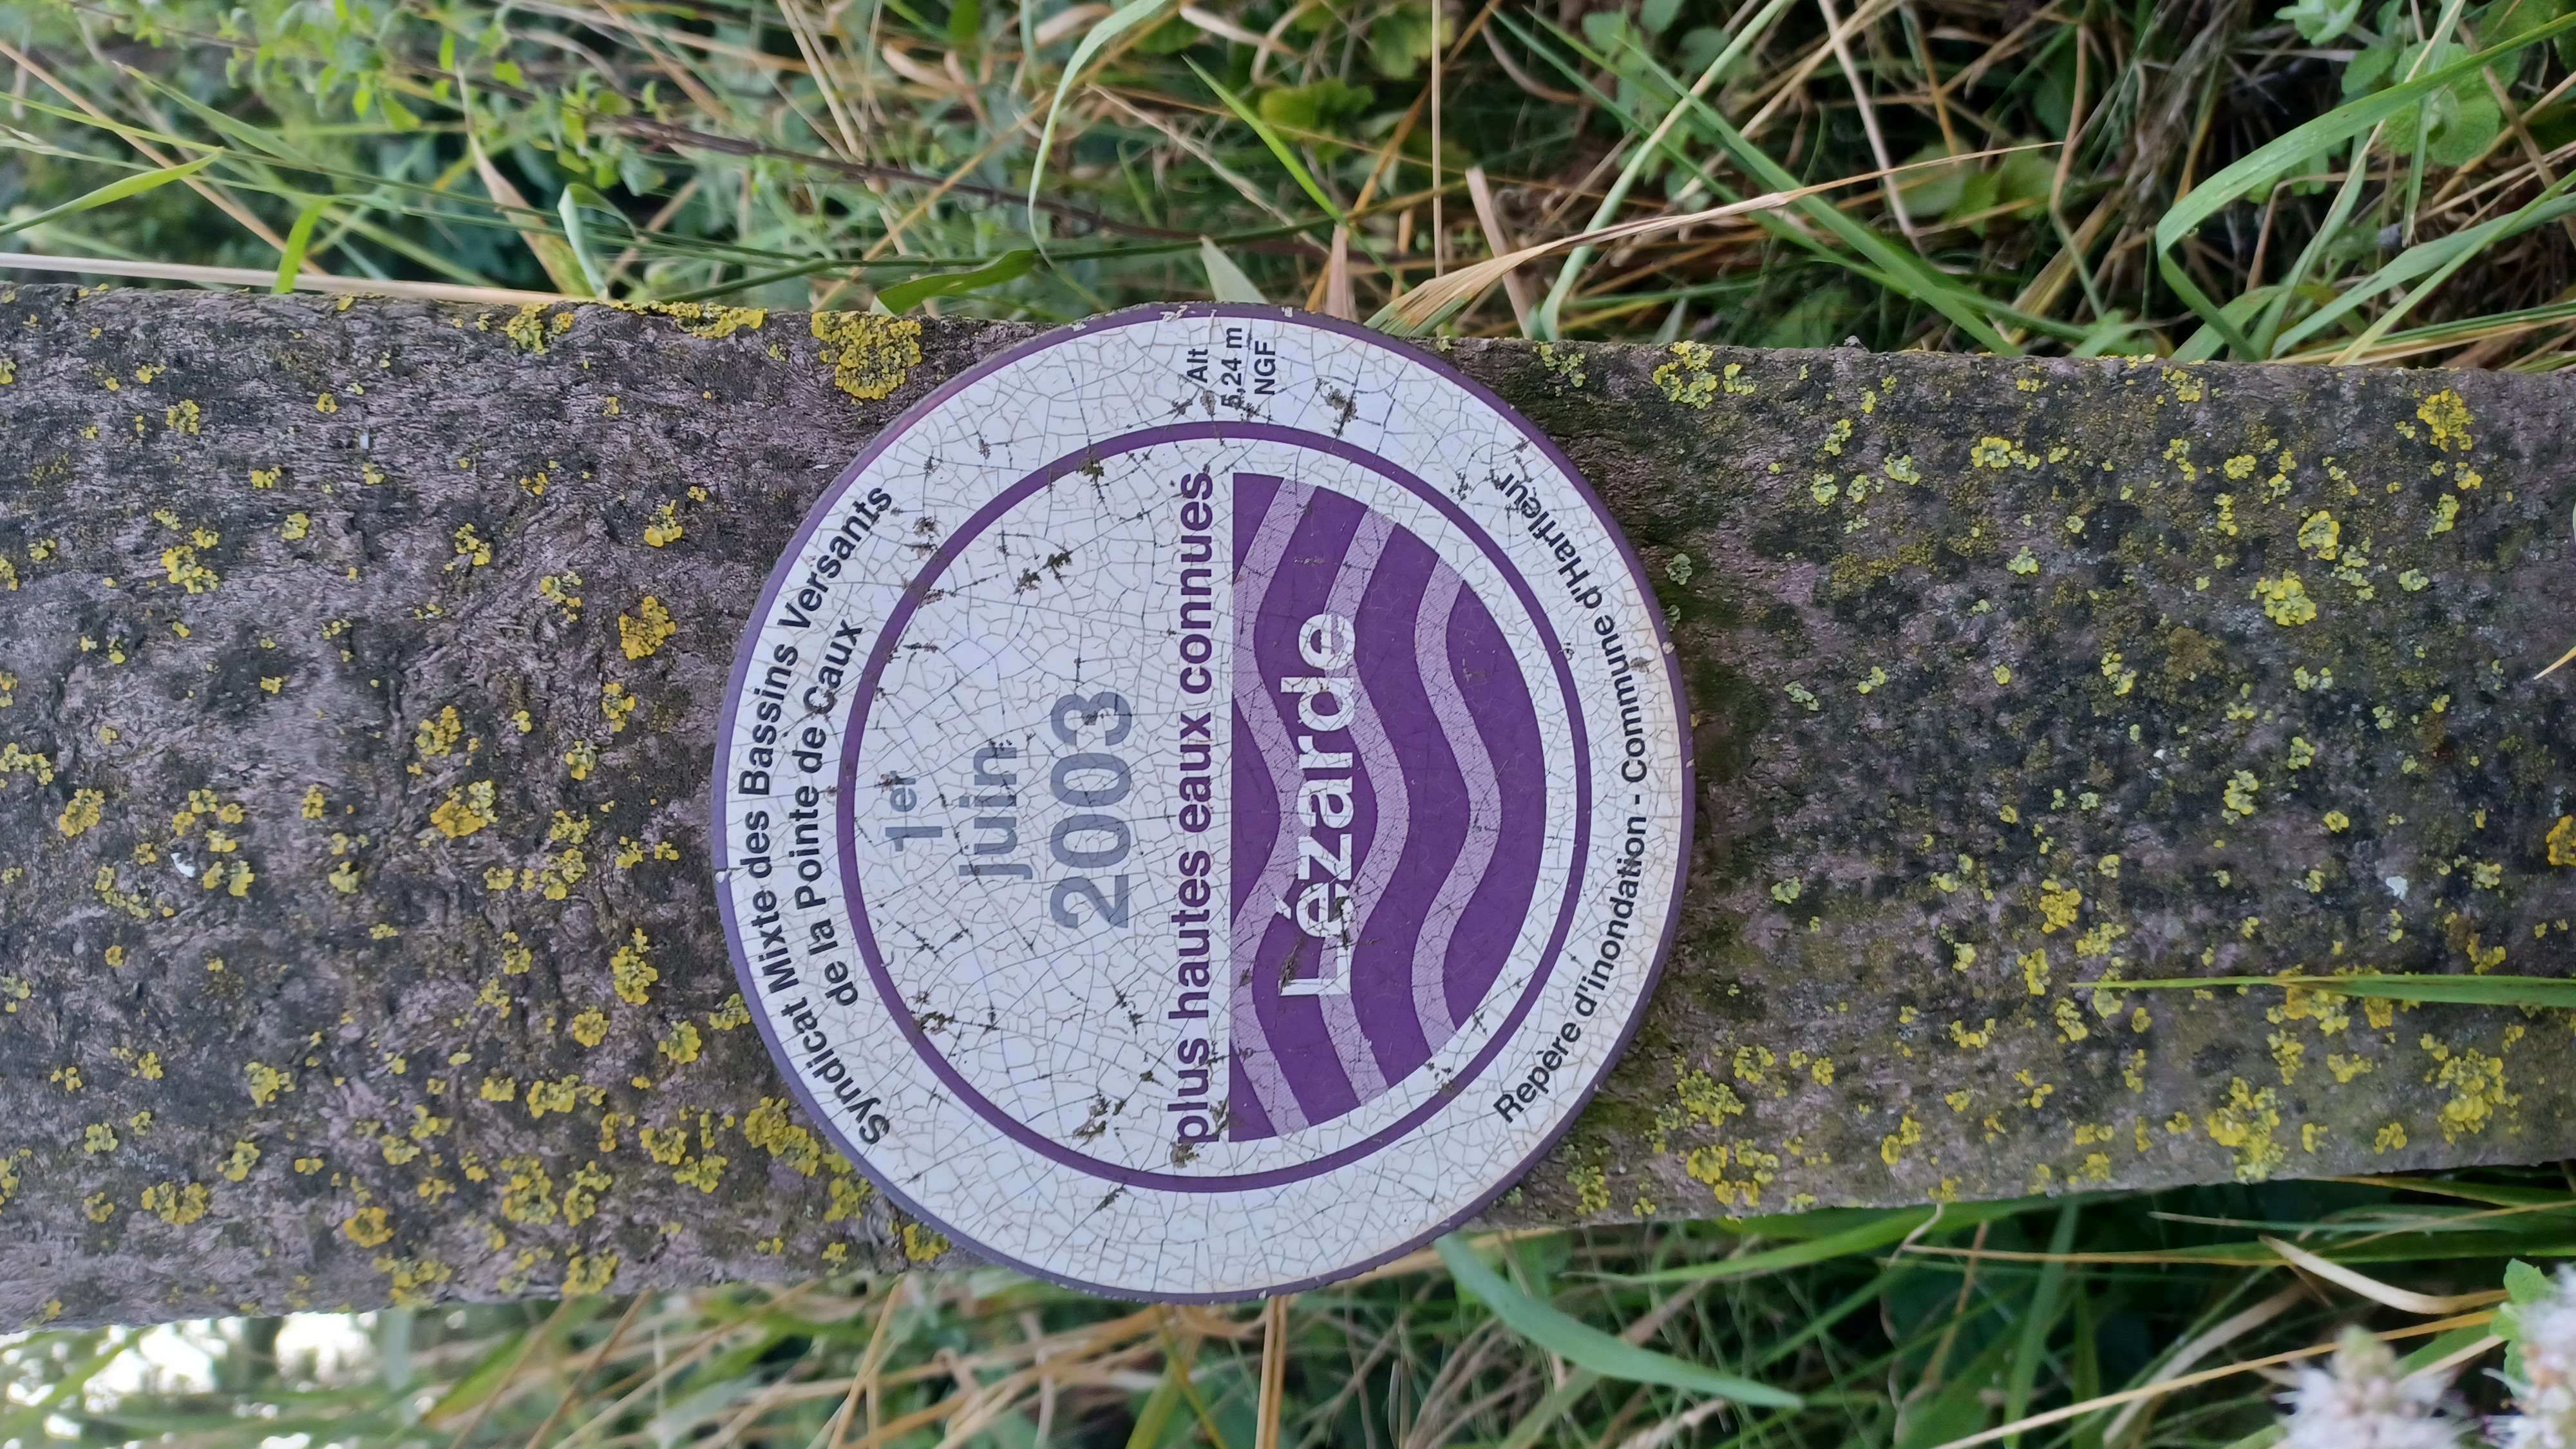 Syndicat Mixte des Bassins Versants
de la Pointe de Caux
1er
juin
2003
Alt
5,24 m
NGF
plus hautes eaux connues
Lézarde
Repère d'inondation - Commune d'Harfleur